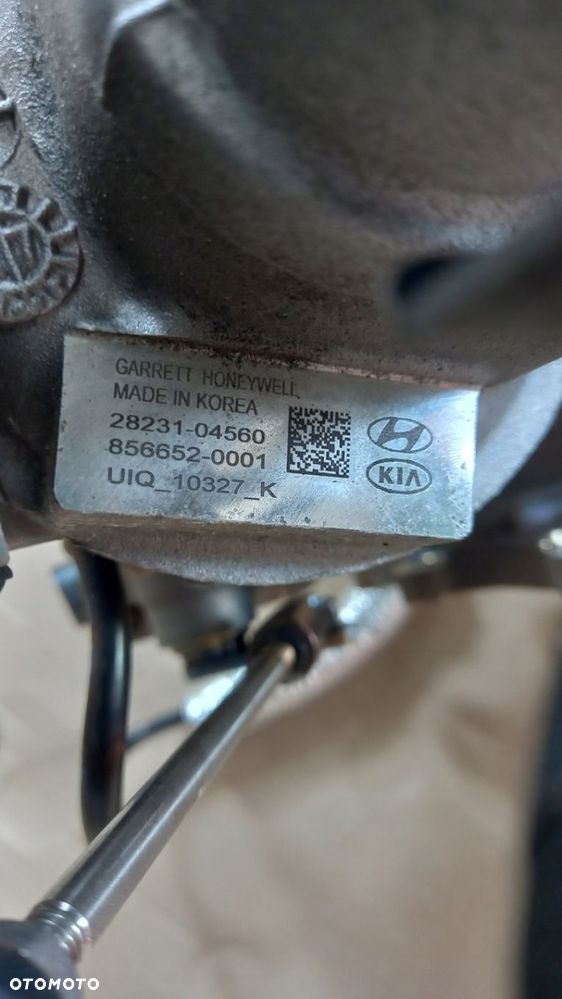 GARRETT HONEYWELL
MADE IN KOREA
28231-04560
856652-0001
UIQ_10327_K
KIA
OTOMOTO